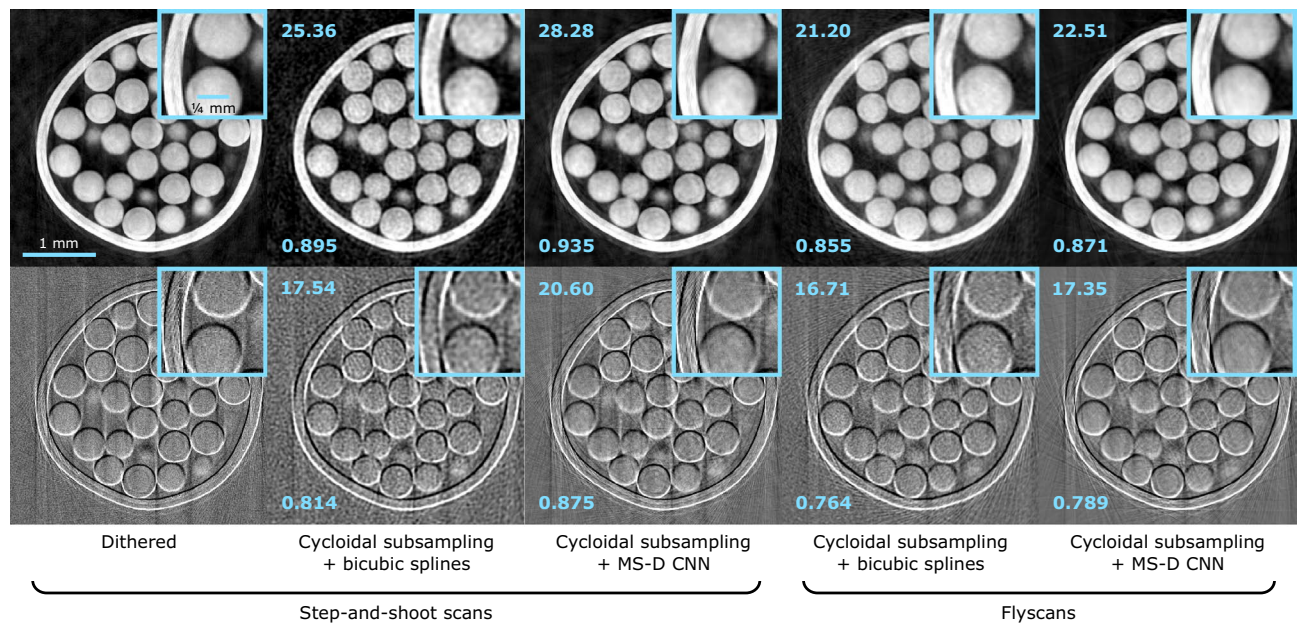 25.36
28.28
21.20
22.51
¼ mm
1 mm
0.895
0.935
0.855
0.871
17.54
20.60
16.71
17.35
0.814
0.875
0.764
0.789
Dithered
Cycloidal subsampling
+ bicubic splines
Cycloidal subsampling
+ MS-D CNN
Cycloidal subsampling
+ bicubic splines
Cycloidal subsampling
+ MS-D CNN
Step-and-shoot scans
Flyscans